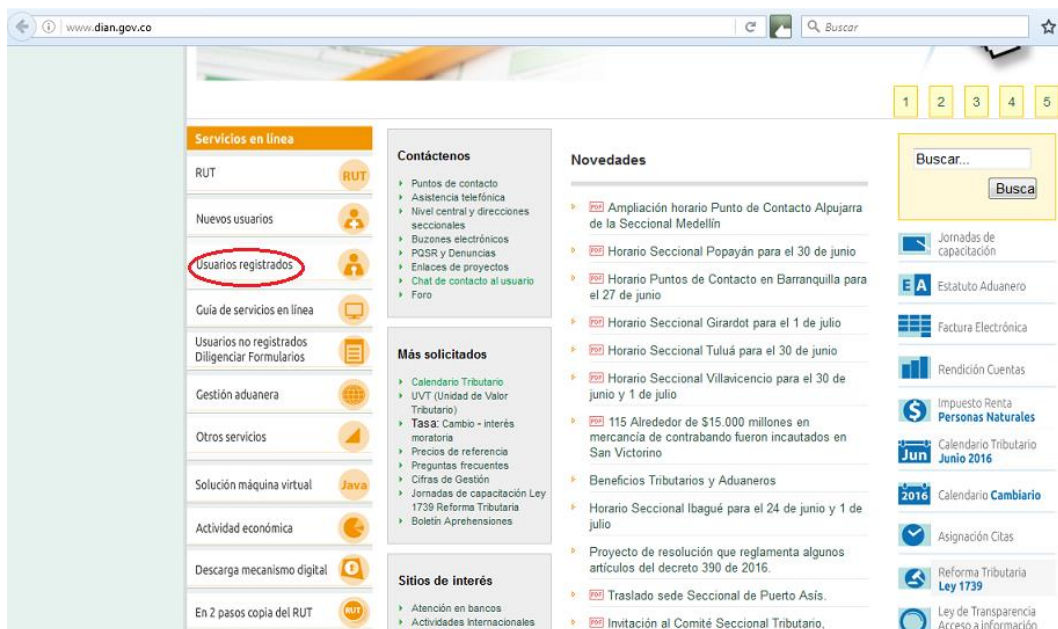 www.dian.gov.co
Buscar
1 2 3 4 5
Servicios en línea
RUT
RUT
Nuevos usuarios
Usuarios registrados
Guía de servicios en línea
Usuarios no registrados
Diligenciar Formularios
Gestión aduanera
Otros servicios
Solución máquina virtual
Java
Actividad económica
Descarga mecanismo digital
En 2 pasos copia del RUT
RUT
Contáctenos
Puntos de contacto
Asistencia telefónica
Nivel central y direcciones
seccionales
Buzones electrónicos
PQSR y Denuncias
Enlaces de proyectos
Chat de contacto al usuario
Foro
Más solicitados
Calendario Tributario
UVT (Unidad de Valor
Tributario)
Tasa: Cambio - interés
moratoria
Precios de referencia
Preguntas frecuentes
Cifras de Gestión
Jornadas de capacitación Ley
1739 Reforma Tributaria
Boletín Aprehensiones
Sitios de interés
Atención en bancos
Actividades Internacionales
Novedades
PDF Ampliación horario Punto de Contacto Alpujarra
de la Seccional Medellín
PDF Horario Seccional Popayán para el 30 de junio
PDF Horario Puntos de Contacto en Barranquilla para
el 27 de junio
PDF Horario Seccional Girardot para el 1 de julio
PDF Horario Seccional Tuluá para el 30 de junio
PDF Horario Seccional Villavicencio para el 30 de
junio y 1 de julio
PDF 115 Alrededor de $15.000 millones en
mercancía de contrabando fueron incautados en
San Victorino
Beneficios Tributarios y Aduaneros
Horario Seccional Ibagué para el 24 de junio y 1 de
julio
Proyecto de resolución que reglamenta algunos
artículos del decreto 390 de 2016.
PDF Traslado sede Seccional de Puerto Asís.
PDF Invitación al Comité Seccional Tributario,
Buscar...
Busca
Jornadas de
capacitación
E A Estatuto Aduanero
Factura Electrónica
Rendición Cuentas
$ Impuesto Renta
Personas Naturales
Jun Calendario Tributario
Junio 2016
2016 Calendario Cambiario
Asignación Citas
Reforma Tributaria
Ley 1739
Ley de Transparencia
Acceso a información